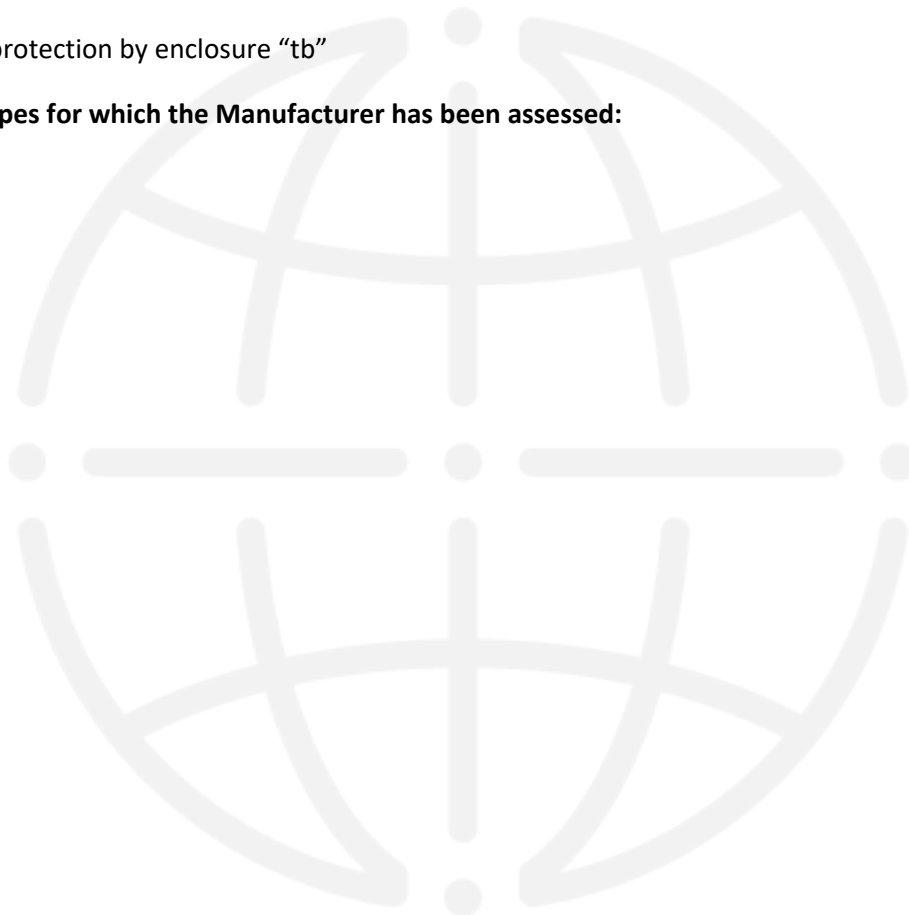 protection by enclosure “tb”
pes for which the Manufacturer has been assessed: